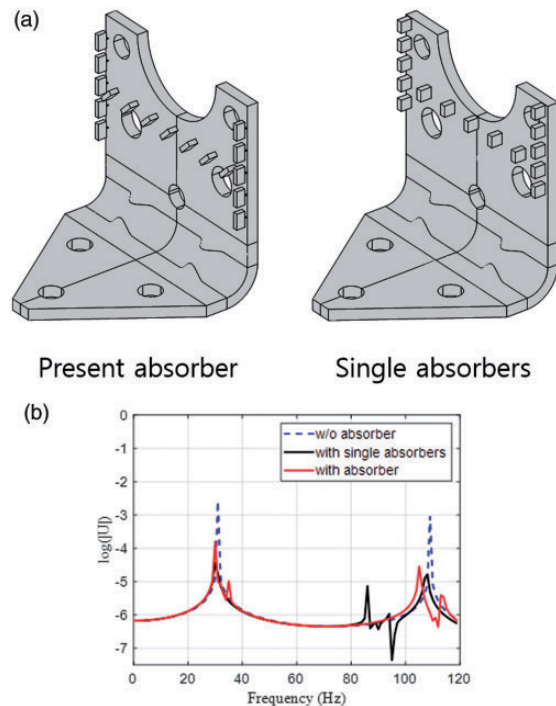 (a)
Present absorber
Single absorbers
(b)
0
-1
-2
-3
-4
-5
-6
-7
log(|U|)
w/o absorber
with single absorbers
with absorber
0
20
40
60
80
100
120
Frequency (Hz)